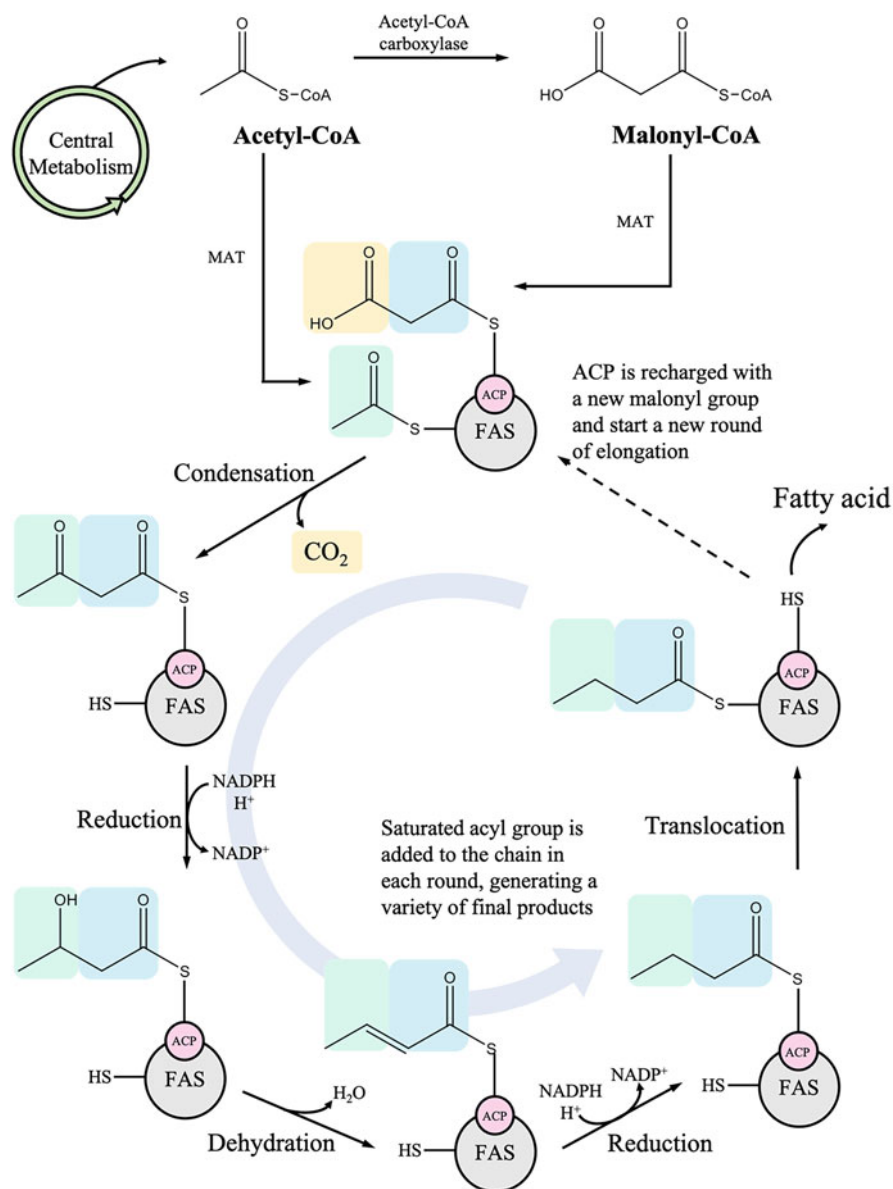 O
Acetyl-CoA
carboxylase
O
O
S–CoA
HO
S–CoA
Central
Metabolism
Acetyl-CoA
Malonyl-CoA
MAT
MAT
O
O
HO
S
O
ACP
S
FAS
ACP is recharged with
a new malonyl group
and start a new round
of elongation
Condensation
CO₂
Fatty acid
O
O
S
ACP
HS
FAS
HS
O
ACP
S
FAS
NADPH
H⁺
Reduction
NADP⁺
Translocation
Saturated acyl group is
added to the chain in
each round, generating a
variety of final products
OH
O
S
ACP
HS
FAS
O
S
ACP
HS
FAS
O
S
ACP
HS
FAS
H₂O
Dehydration
NADPH
H⁺
NADP⁺
Reduction